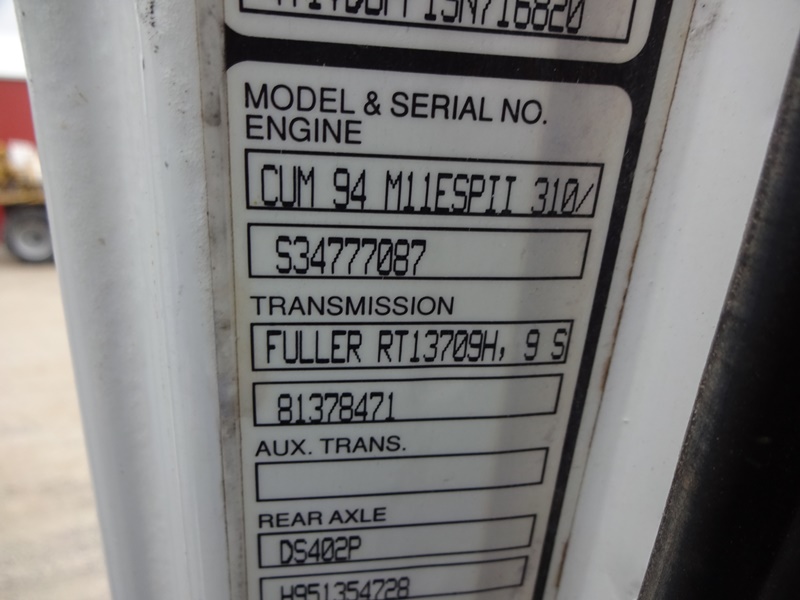 1SN716820
MODEL & SERIAL NO.
ENGINE
CUM 94 M11ESPII 310/
S34777087
TRANSMISSION
FULLER RT13709H, 9 S
81378471
AUX. TRANS.
REAR AXLE
DS402P
H951354728